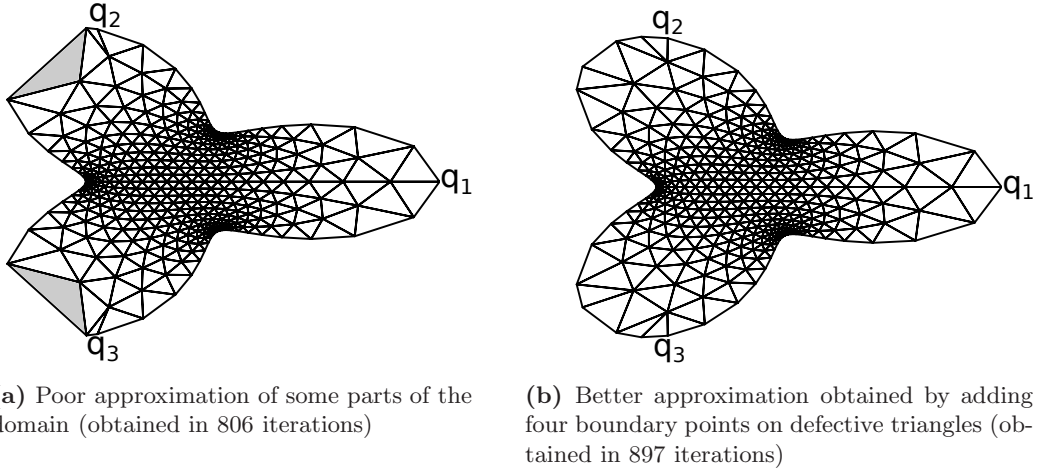 q2
q1
q3
q2
q1
q3
a) Poor approximation of some parts of the
domain (obtained in 806 iterations)
(b) Better approximation obtained by adding
four boundary points on defective triangles (ob-
tained in 897 iterations)